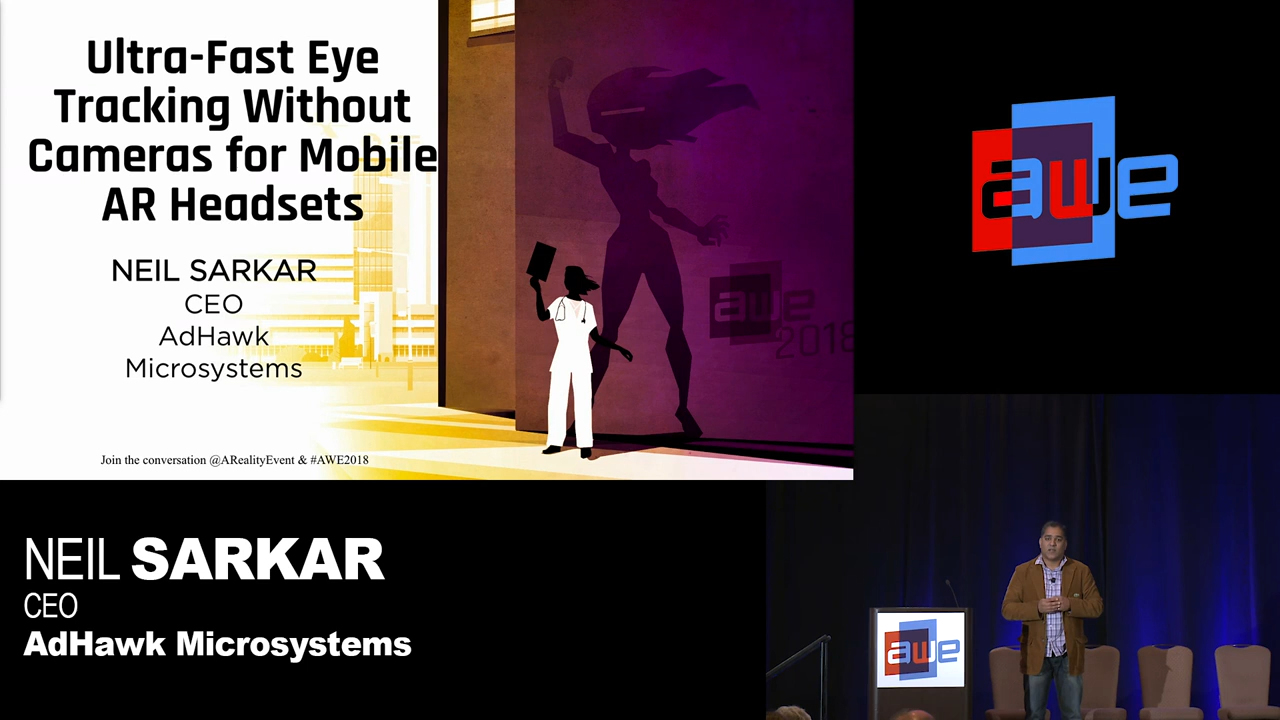 Ultra-Fast Eye
Tracking Without
Cameras for Mobile
AR Headsets
NEIL SARKAR
CEO
AdHawk
Microsystems
Join the conversation @ARealityEvent & #AWE2018
awe
2018
awe
NEIL SARKAR
CEO
AdHawk Microsystems
awe